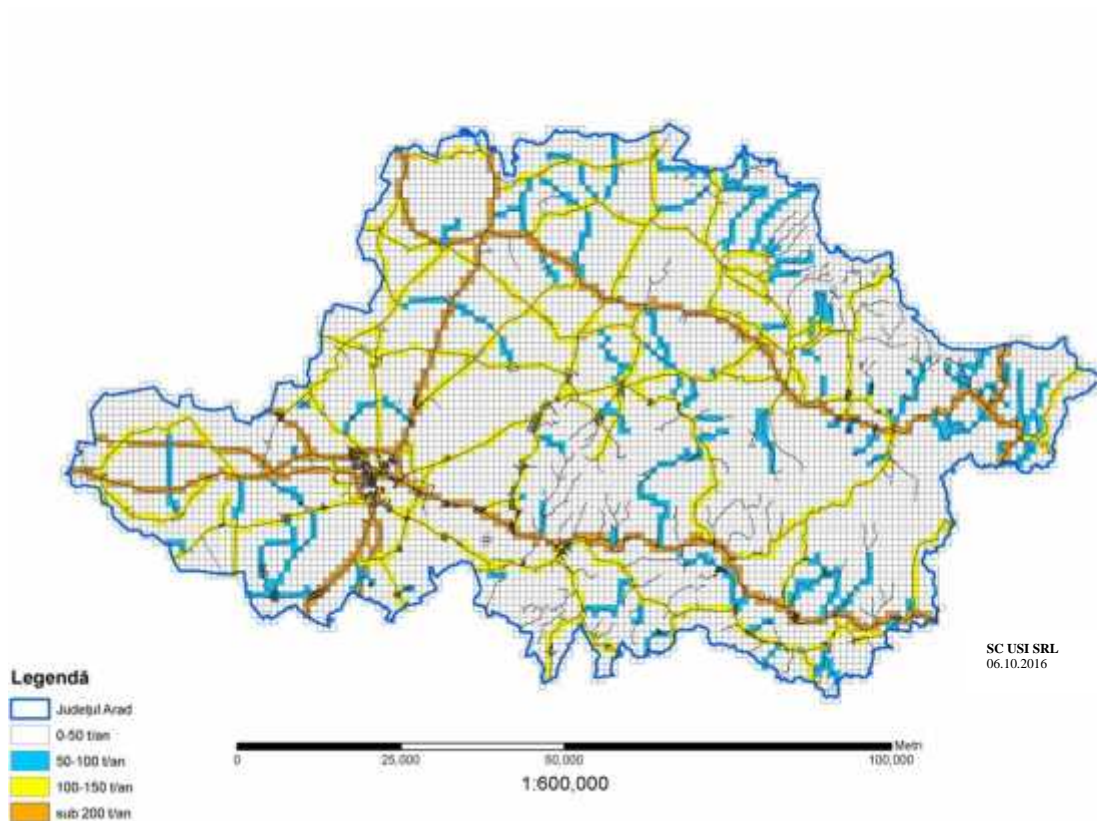 SC USI SRL
06.10.2016
Legendă
Județul Arad
0-50 t/an
50-100 t/an
100-150 t/an
sub 200 t/an
Metri
0 25,000 50,000 100,000
1:600,000